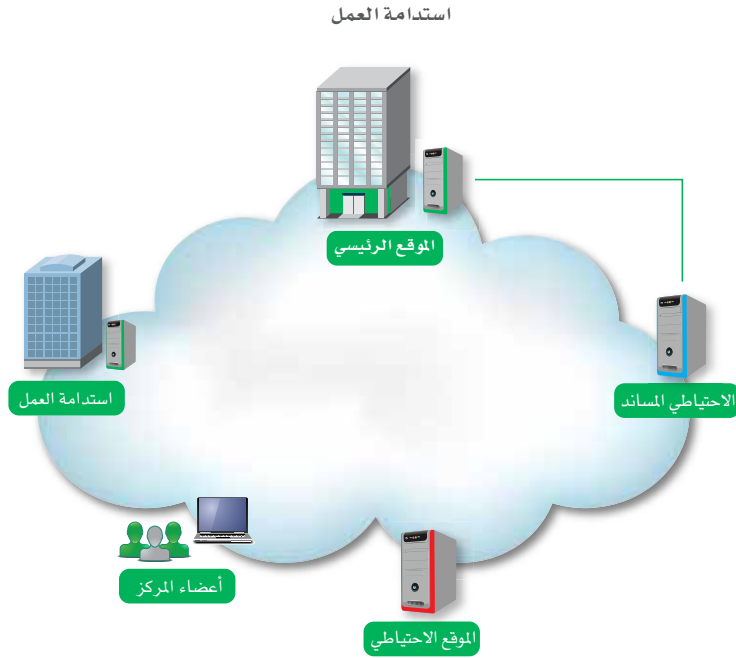 استدامة العمل
الموقع الرئيسي
استدامة العمل
الاحتياطي المساند
أعضاء المركز
الموقع الاحتياطي